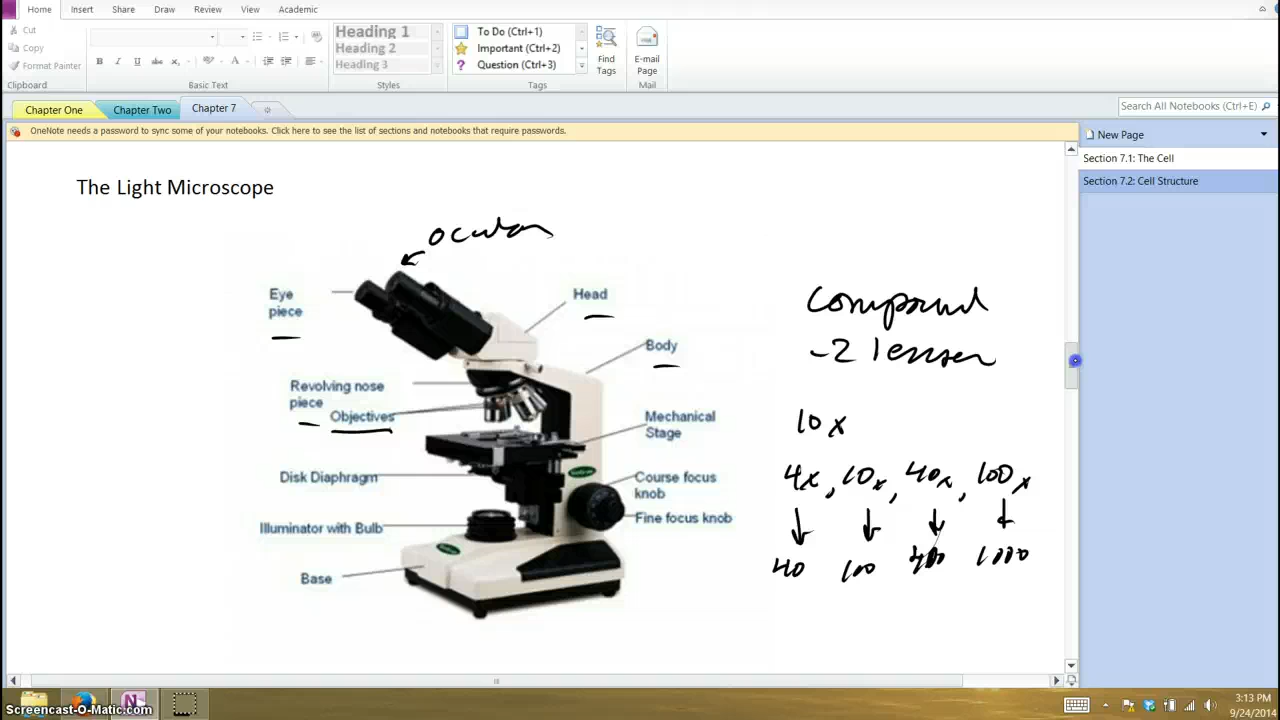 Home Insert Share Draw Review View Academic
Cut
Copy
Format Painter
Clipboard
B I U abc
Basic Text
Heading 1
Heading 2
Heading 3
Styles
To Do (Ctrl+1)
Important (Ctrl+2)
Question (Ctrl+3)
Tags
Find
Tags
E-mail
Page
Mail
Chapter One Chapter Two Chapter 7
Search All Notebooks (Ctrl+E)
OneNote needs a password to sync some of your notebooks. Click here to see the list of sections and notebooks that require passwords.
New Page
Section 7.1: The Cell
Section 7.2: Cell Structure
The Light Microscope
ocular
Eye
piece
Head
Body
Revolving nose
piece
Objectives
Mechanical
Stage
Disk Diaphragm
Course focus
knob
Fine focus knob
Illuminator with Bulb
Base
compound
-2 lenses
10x
4x, 10x, 40x, 100x
40 100 400 1000
Screencast-O-Matic.com
3:13 PM
9/24/2014